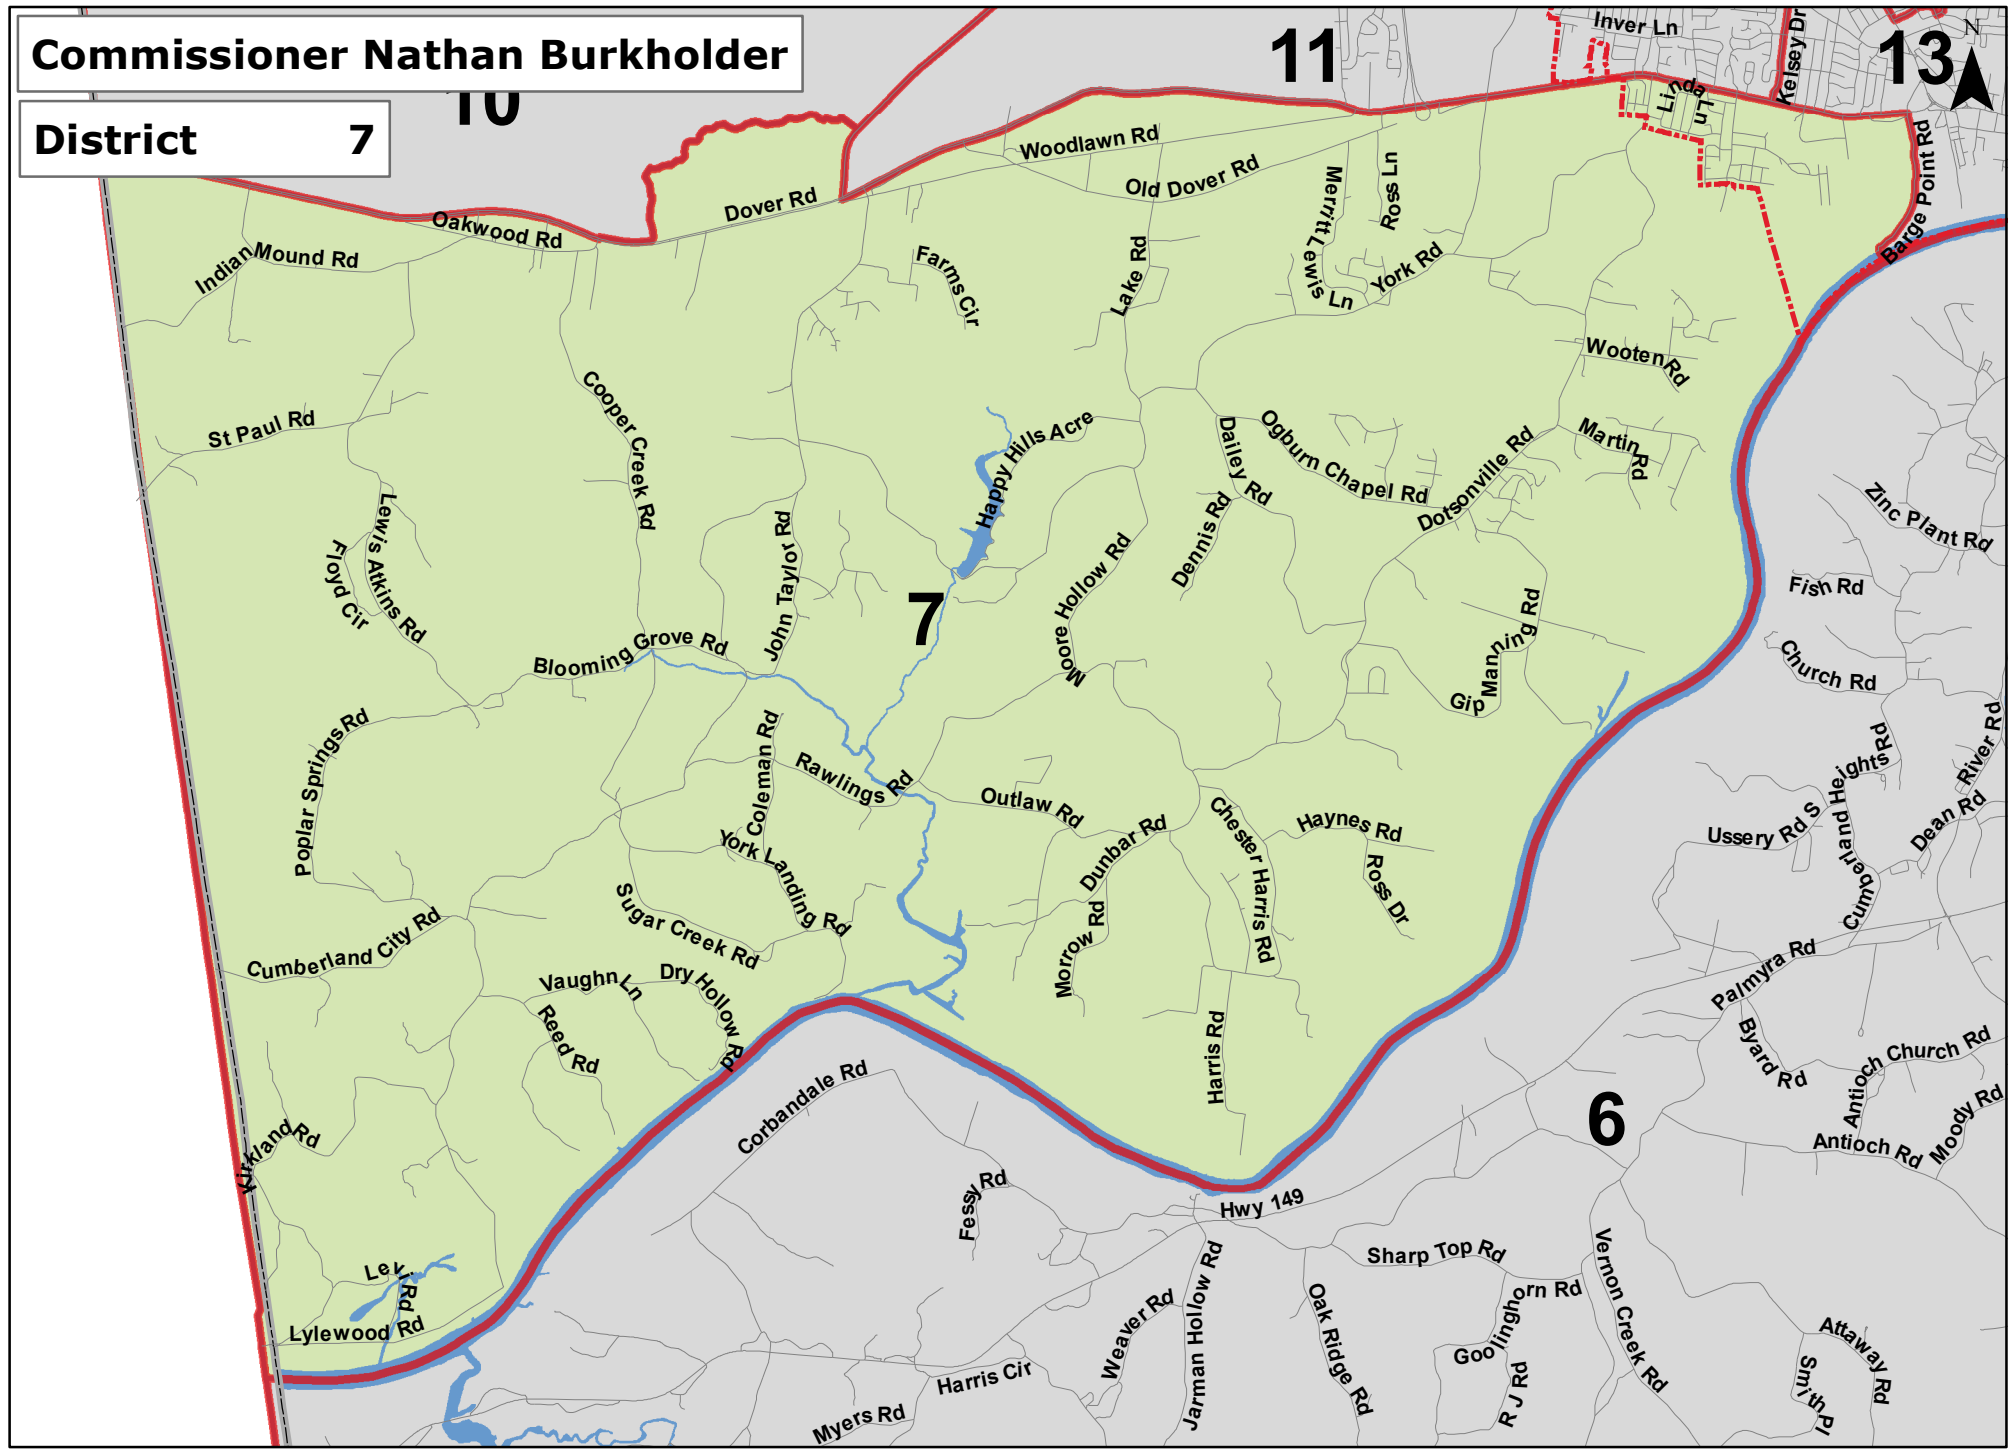 Commissioner Nathan Burkholder
District 7
10
11
13
N
Inver Ln
Kelsey Dr
Linda Ln
Barge Point Rd
Woodlawn Rd
Old Dover Rd
Dover Rd
Oakwood Rd
Indian Mound Rd
Merritt Lewis Ln
Ross Ln
York Rd
Farms Cir
Lake Rd
Wooten Rd
St Paul Rd
Cooper Creek Rd
Happy Hills Acre
Dailey Rd
Ogburn Chapel Rd
Dotsonville Rd
Martin Rd
Dennis Rd
Lewis Atkins Rd
Floyd Cir
John Taylor Rd
Moore Hollow Rd
7
Zinc Plant Rd
Fish Rd
Church Rd
Blooming Grove Rd
Gip Manning Rd
Poplar Springs Rd
Coleman Rd
Rawlings Rd
Outlaw Rd
Dunbar Rd
Chester Harris Rd
Haynes Rd
Ross Dr
River Rd
Cumberland Heights Rd
Ussery Rd S
Dean Rd
York Landing Rd
Sugar Creek Rd
Morrow Rd
Cumberland City Rd
Vaughn Ln
Dry Hollow Rd
Reed Rd
Harris Rd
Palmyra Rd
Byard Rd
Antioch Church Rd
Moody Rd
Antioch Rd
6
Corbandale Rd
Kirkland Rd
Fessy Rd
Hwy 149
Sharp Top Rd
Levi Rd
Lylewood Rd
Weaver Rd
Jarman Hollow Rd
Oak Ridge Rd
Goolinghorn Rd
R J Rd
Vernon Creek Rd
Attaway Rd
Smith Pl
Harris Cir
Myers Rd